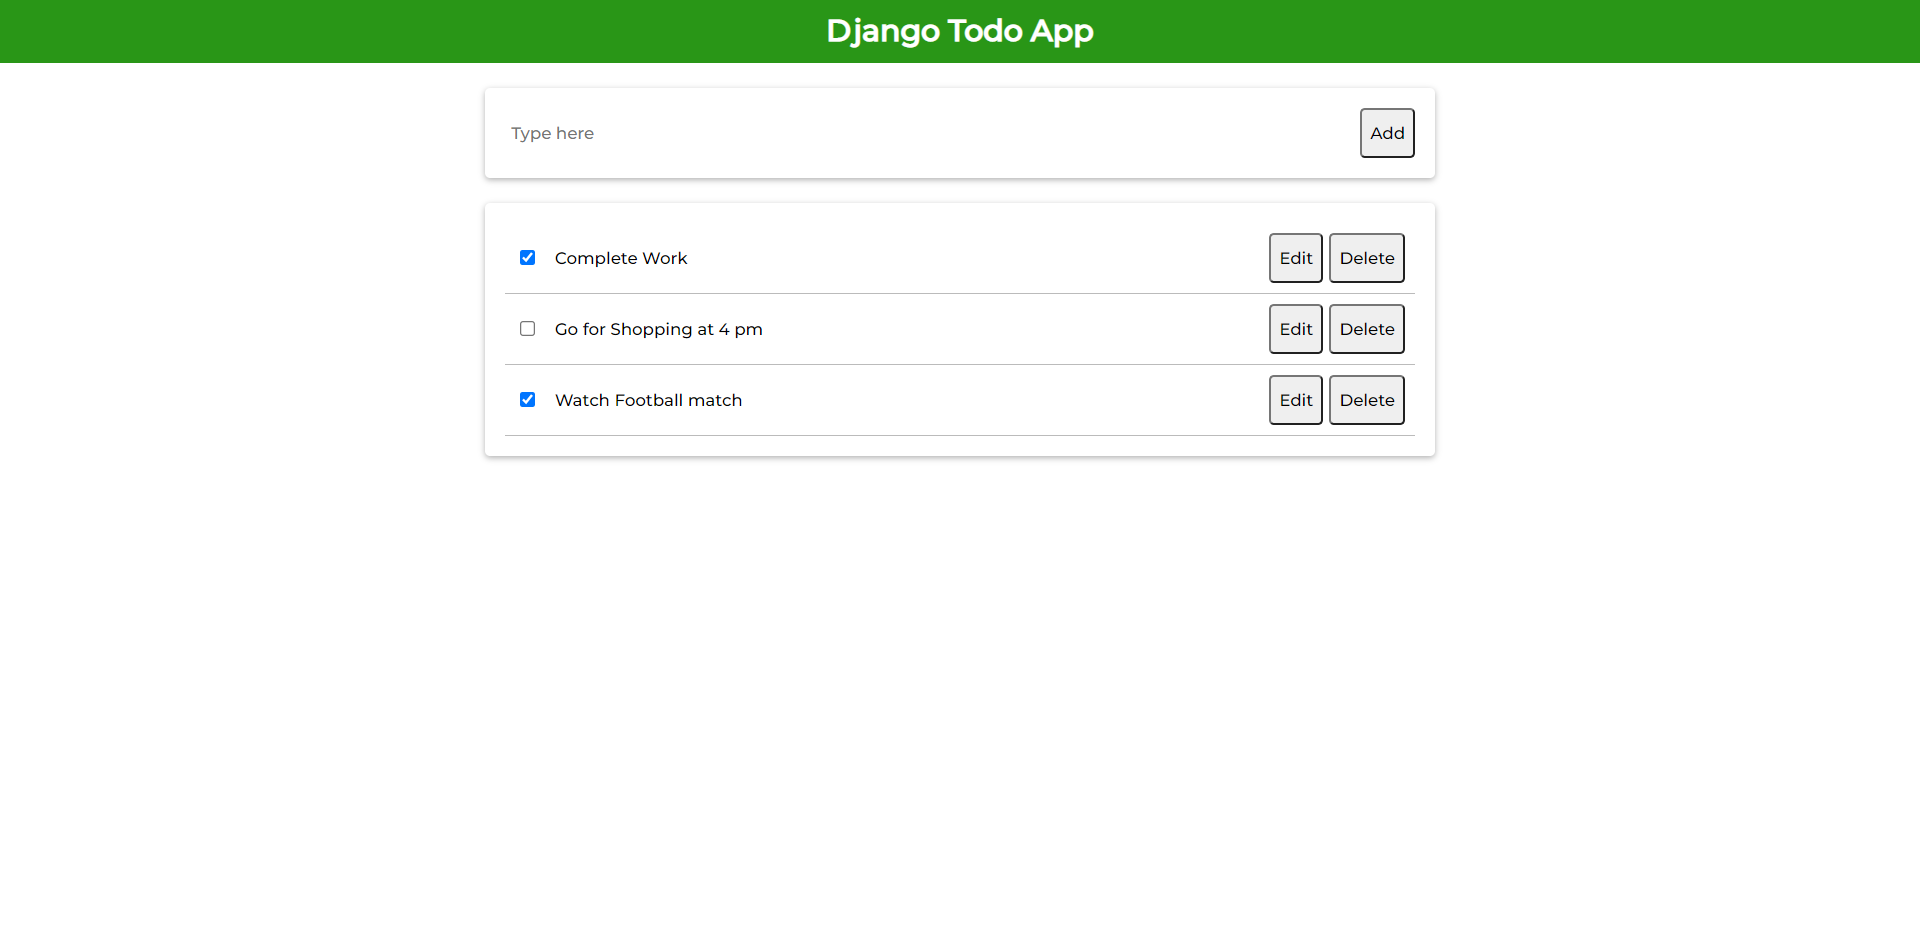 Django Todo App
Type here Add
Complete Work Edit Delete
Go for Shopping at 4 pm Edit Delete
Watch Football match Edit Delete